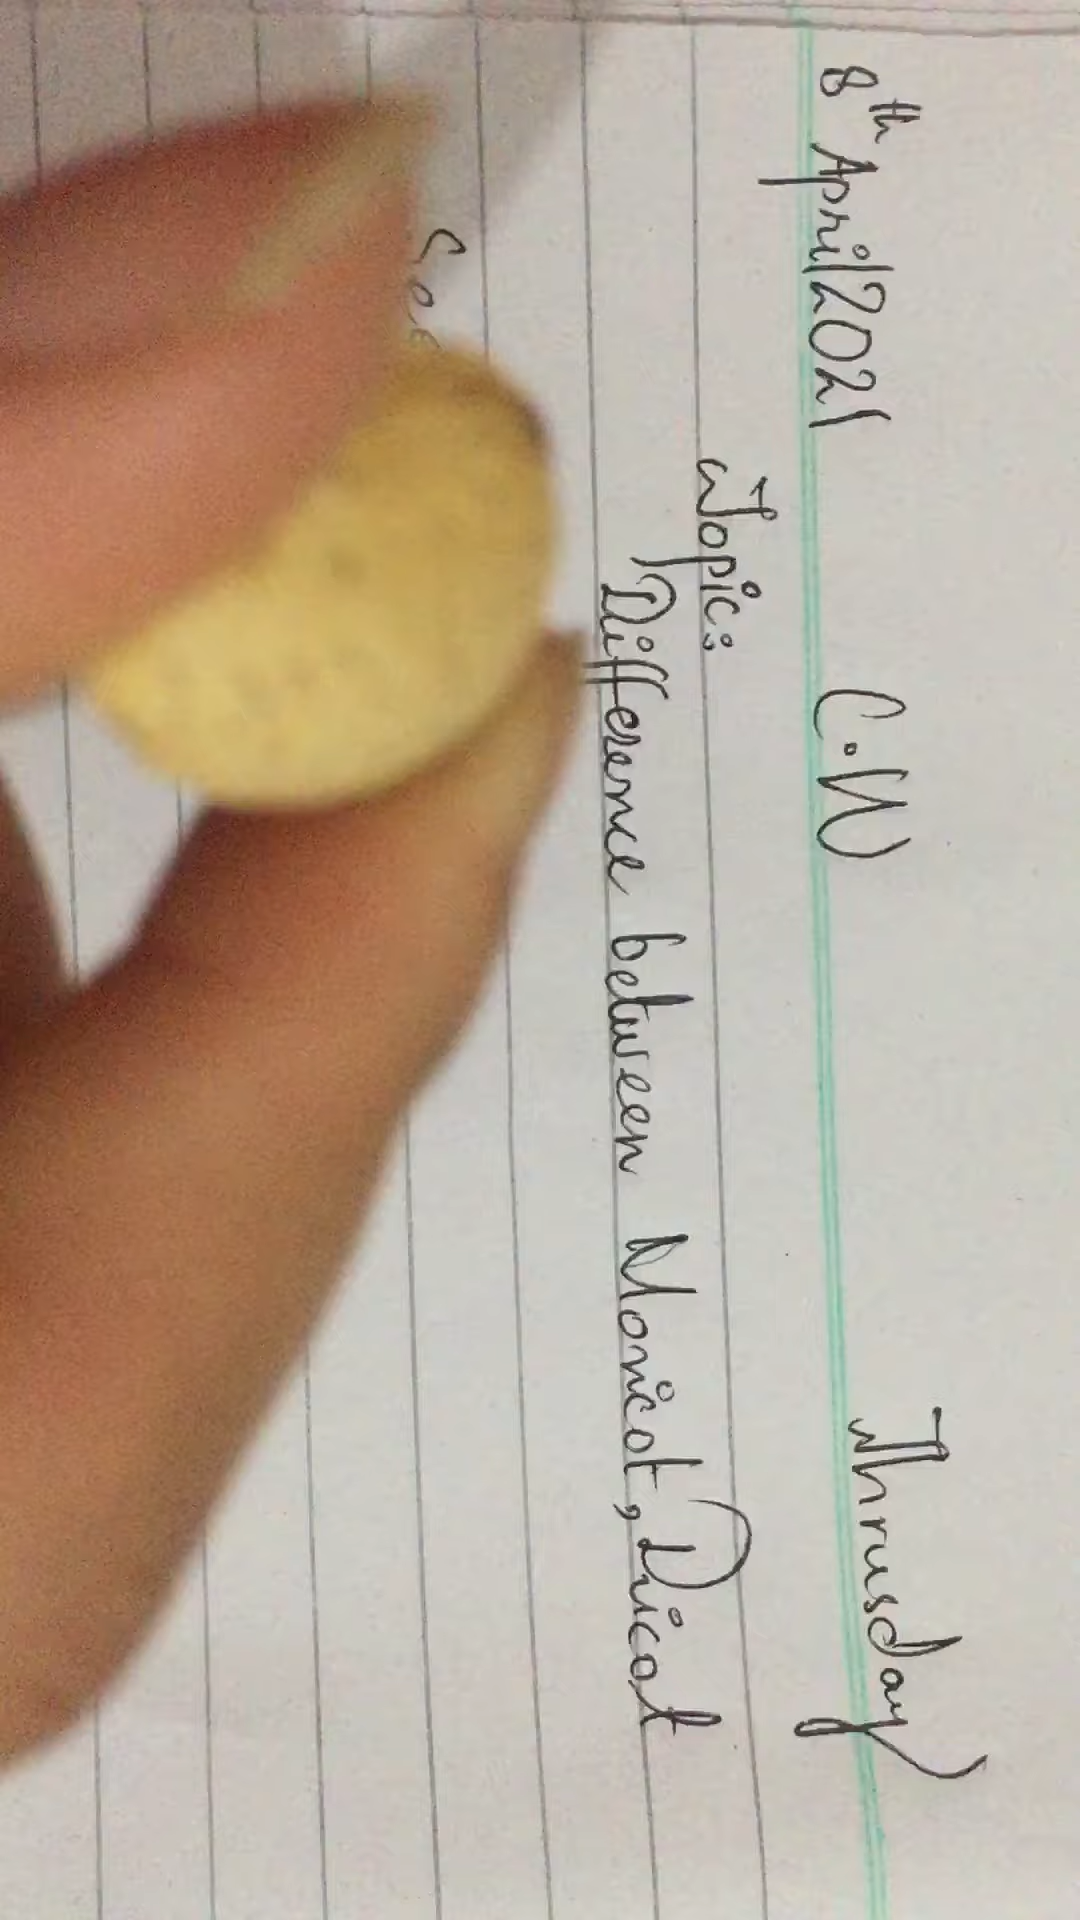 8th April 2021 C.W Thrusday
Topic:
Difference between Monicot, Dicot